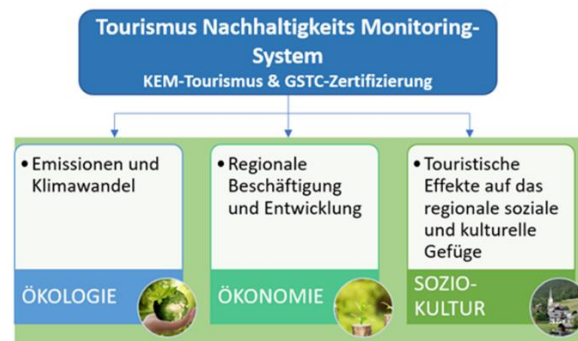 Tourismus Nachhaltigkeits Monitoring-
System
KEM-Tourismus & GSTC-Zertifizierung
• Emissionen und
Klimawandel
ÖKOLOGIE
• Regionale
Beschäftigung
und Entwicklung
ÖKONOMIE
• Touristische
Effekte auf das
regionale soziale
und kulturelle
Gefüge
SOZIO-
KULTUR